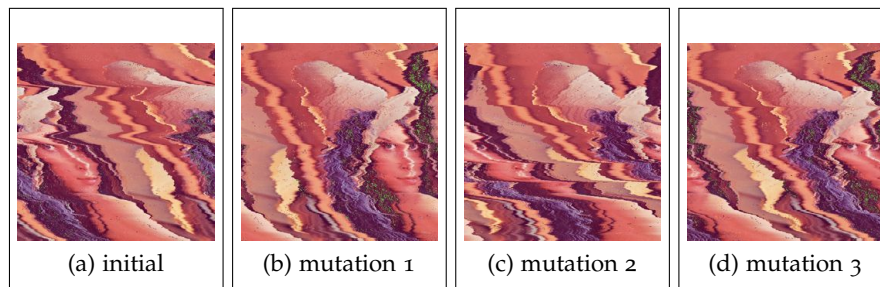 (a) initial
(b) mutation 1
(c) mutation 2
(d) mutation 3